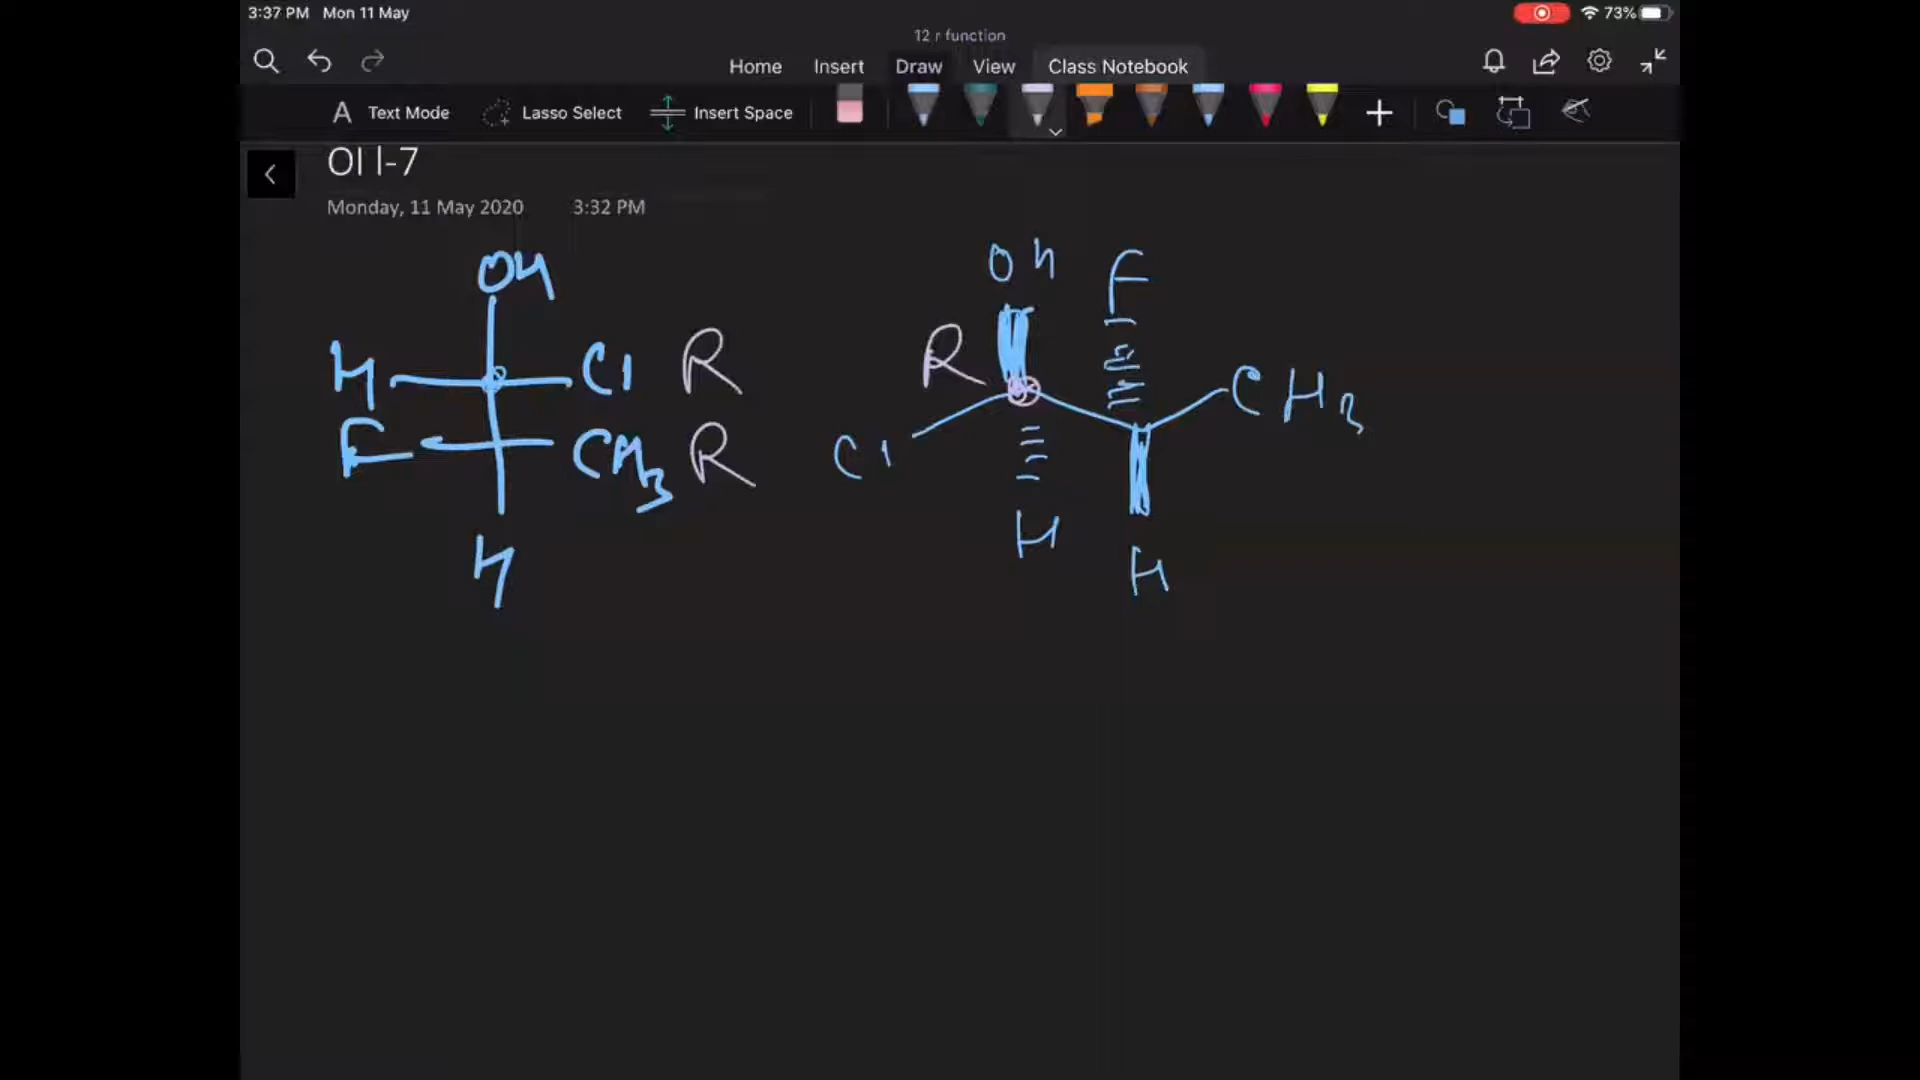 3:37 PM Mon 11 May
73%
12 r function
Home Insert Draw View Class Notebook
A Text Mode Lasso Select Insert Space
OI l-7
Monday, 11 May 2020 3:32 PM
OH
H Cl R
F CH3 R
H
OH F
R
Cl CH3
H H